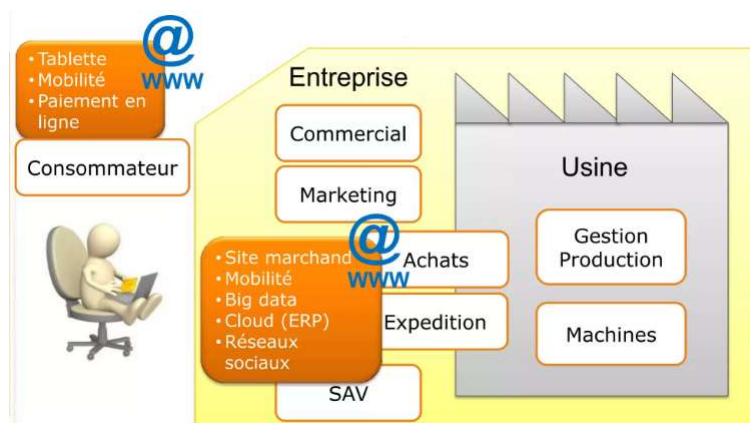 @
www
• Tablette
• Mobilité
• Paiement en
ligne
Consommateur
Entreprise
Commercial
Marketing
@
www
• Site marchand
• Mobilité
• Big data
• Cloud (ERP)
• Réseaux
sociaux
Achats
Expedition
SAV
Usine
Gestion
Production
Machines